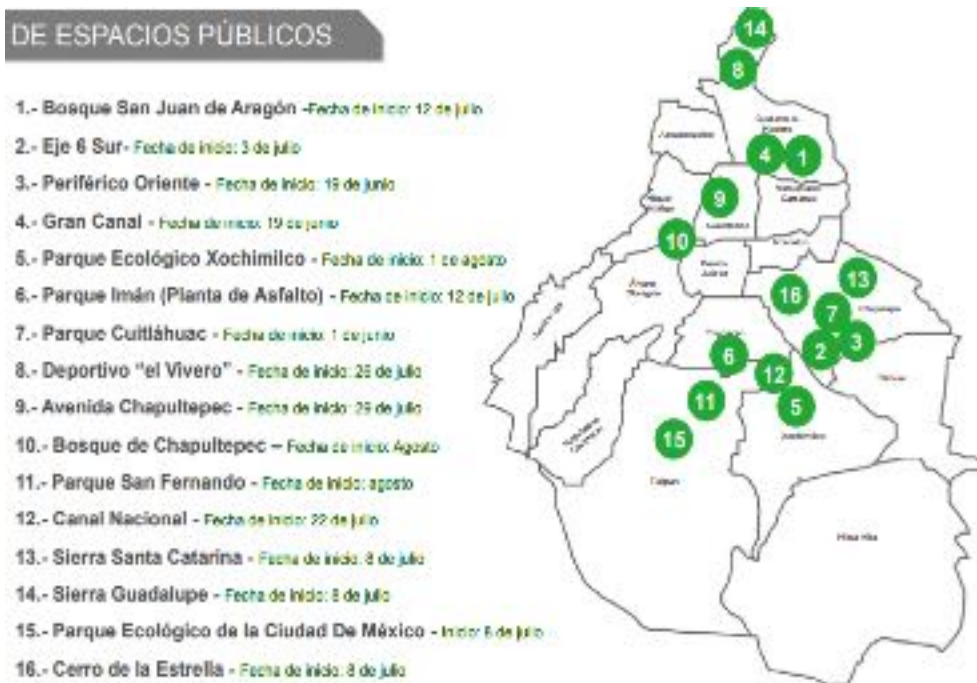 DE ESPACIOS PÚBLICOS
1.- Bosque San Juan de Aragón -Fecha de inicio: 12 de julio
2.- Eje 6 Sur- Fecha de inicio: 3 de julio
3.- Periférico Oriente - Fecha de inicio: 19 de junio
4.- Gran Canal - Fecha de inicio: 19 de junio
5.- Parque Ecológico Xochimilco - Fecha de inicio: 1 de agosto
6.- Parque Imán (Planta de Asfalto) - Fecha de inicio: 12 de julio
7.- Parque Cuitláhuac - Fecha de inicio: 1 de junio
8.- Deportivo “el Vivero” - Fecha de inicio: 26 de julio
9.- Avenida Chapultepec - Fecha de inicio: 29 de julio
10.- Bosque de Chapultepec – Fecha de inicio: Agosto
11.- Parque San Fernando - Fecha de inicio: agosto
12.- Canal Nacional - Fecha de inicio: 22 de julio
13.- Sierra Santa Catarina - Fecha de inicio: 8 de julio
14.- Sierra Guadalupe - Fecha de inicio: 8 de julio
15.- Parque Ecológico de la Ciudad De México - Inicio: de julio
16.- Cerro de la Estrella - Fecha de inicio: 8 de julio
14
8
4
1
9
10
13
16
7
3
2
6
12
11
5
15
Tlalpan
Milpa Alta